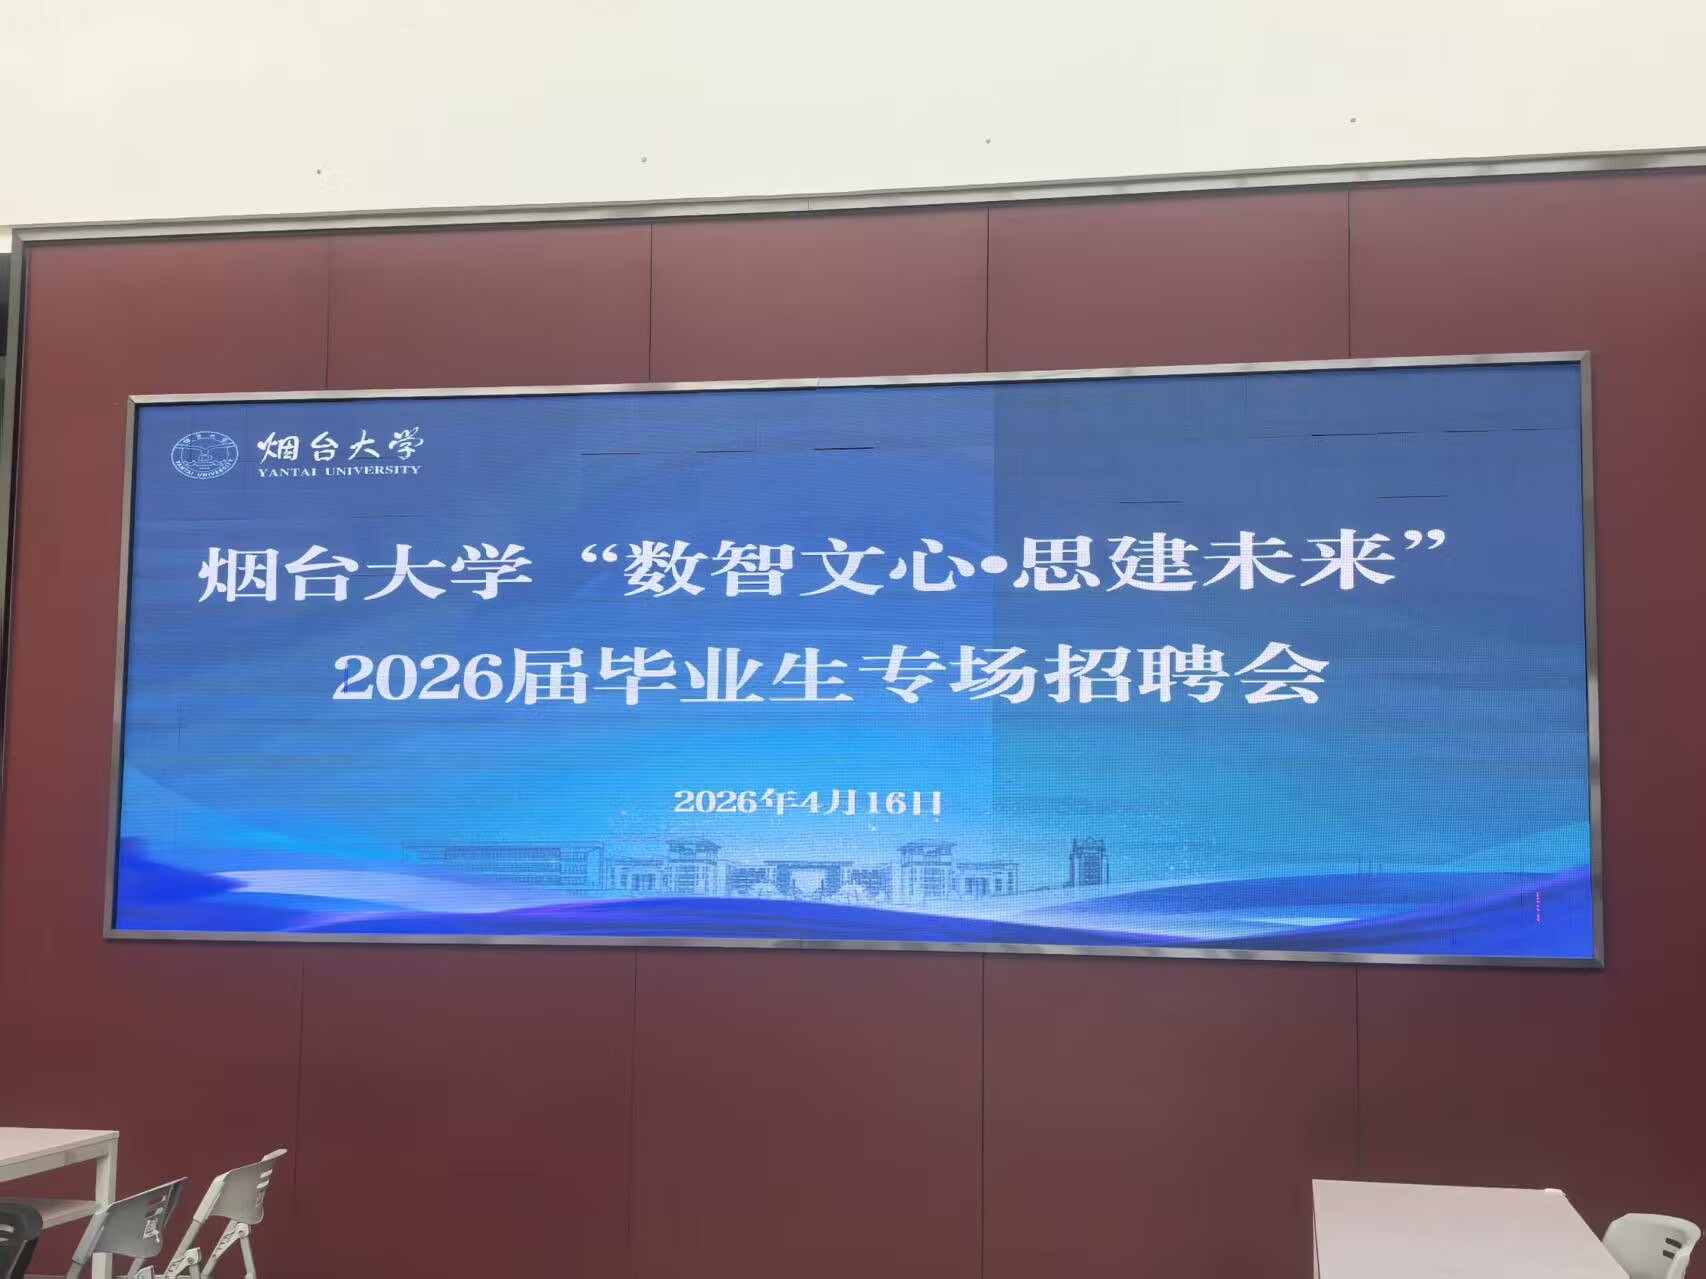 烟台大学
YANTAI UNIVERSITY
烟台大学“数智文心·思建未来”
2026届毕业生专场招聘会
2026年4月16日